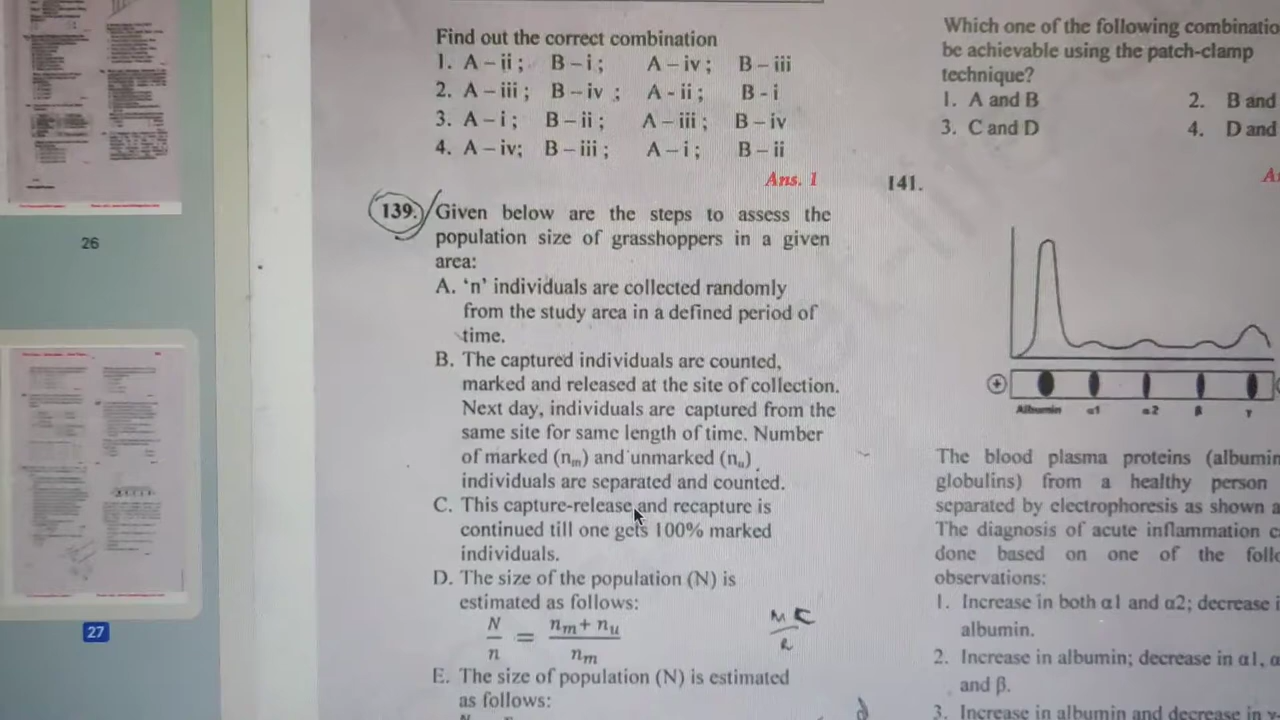 Find out the correct combination
1. A – ii ; B – i ; A – iv ; B – iii
2. A – iii ; B – iv ; A - ii ; B - i
3. A – i ; B – ii ; A – iii ; B – iv
4. A – iv; B – iii ; A – i ; B – ii
Ans. 1
139. Given below are the steps to assess the
population size of grasshoppers in a given
area:
A. ‘n’ individuals are collected randomly
from the study area in a defined period of
time.
B. The captured individuals are counted,
marked and released at the site of collection.
Next day, individuals are captured from the
same site for same length of time. Number
of marked (nm) and unmarked (nu)
individuals are separated and counted.
C. This capture-release and recapture is
continued till one gets 100% marked
individuals.
D. The size of the population (N) is
estimated as follows:
N/n = nm + nu/nm
E. The size of population (N) is estimated
as follows:
Which one of the following
be achievable using the patch-clamp
technique?
1. A and B 2. B and
3. C and D 4. D and
141.
Albumin α1 α2 β γ
The blood plasma proteins (albumin
globulins) from a healthy person
separated by electrophoresis as shown
The diagnosis of acute inflammation
done based on one of the
observations:
1. Increase in both α1 and α2; decrease
albumin.
2. Increase in albumin; decrease in α1,
and β.
3. Increase in albumin and decrease in
26
27